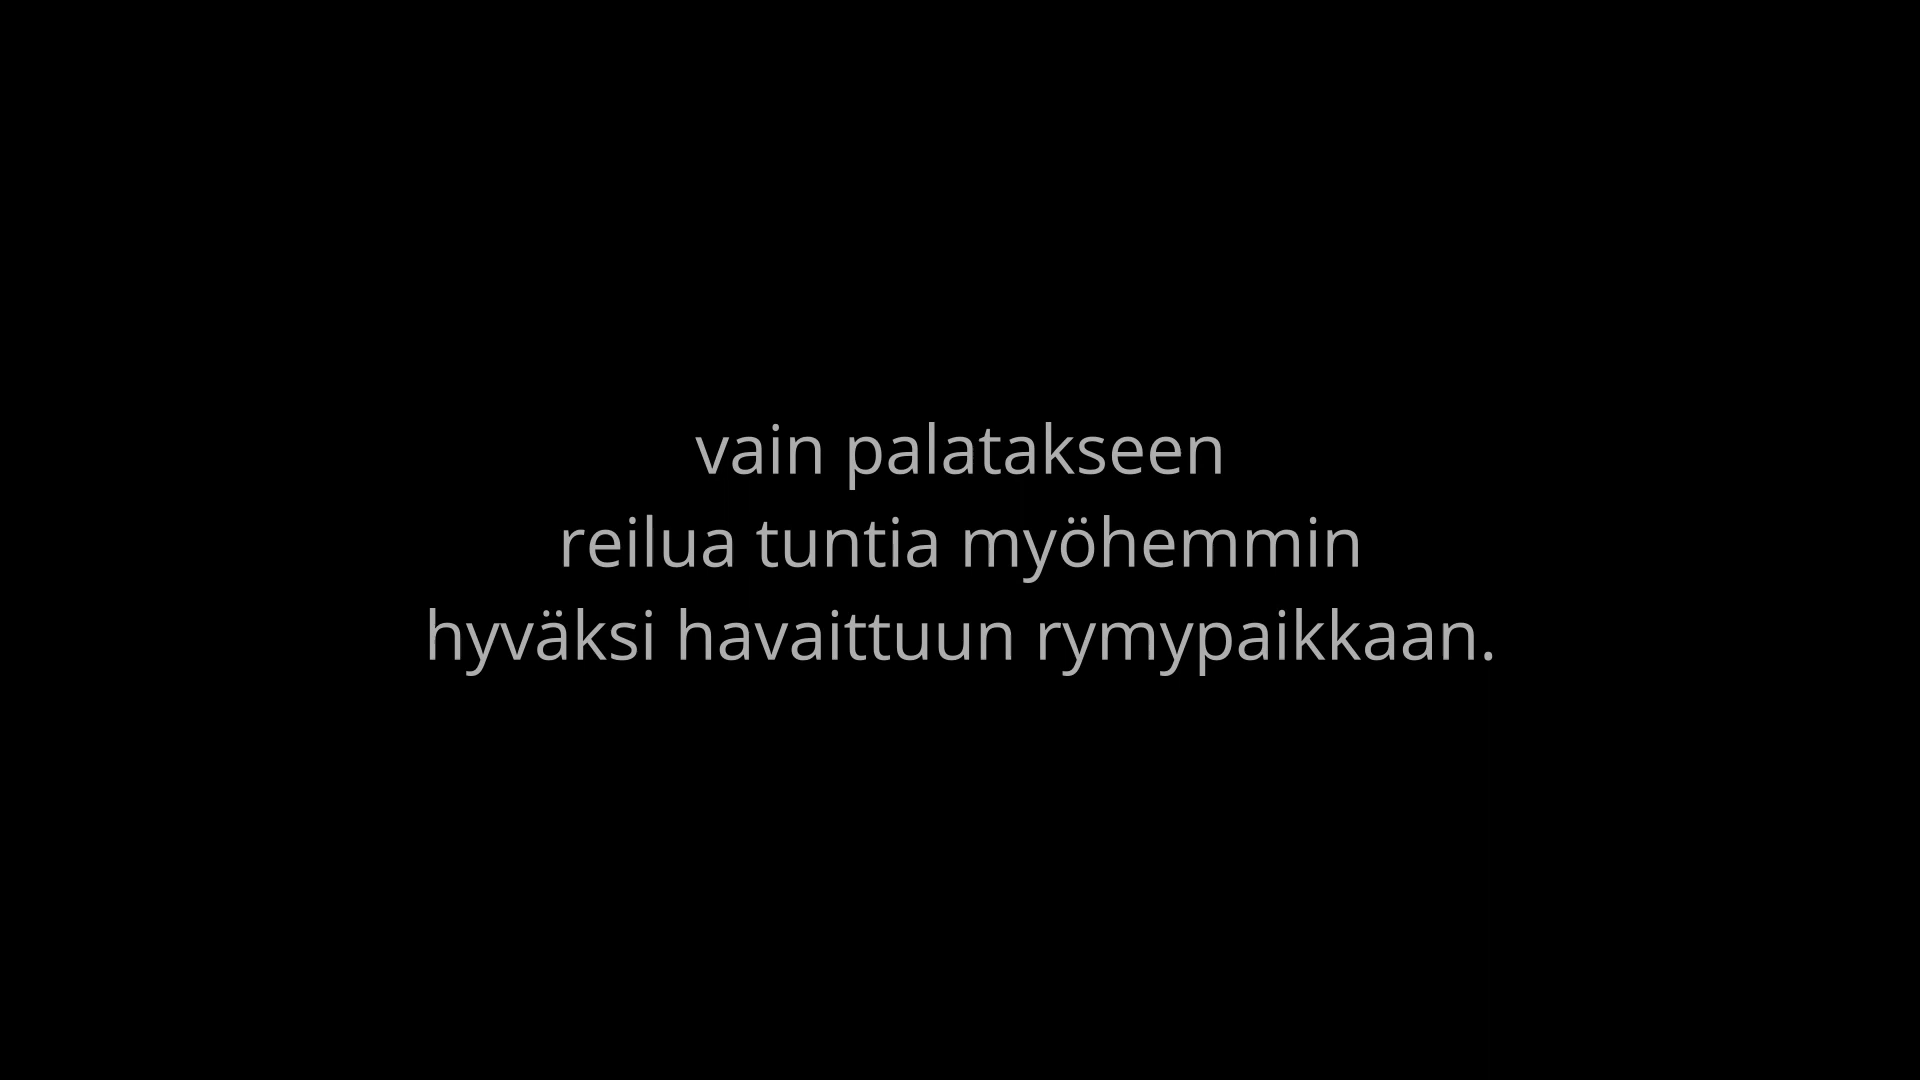 vain palatakseen
reilua tuntia myöhemmin
hyväksi havaittuun rymypaikkaan.